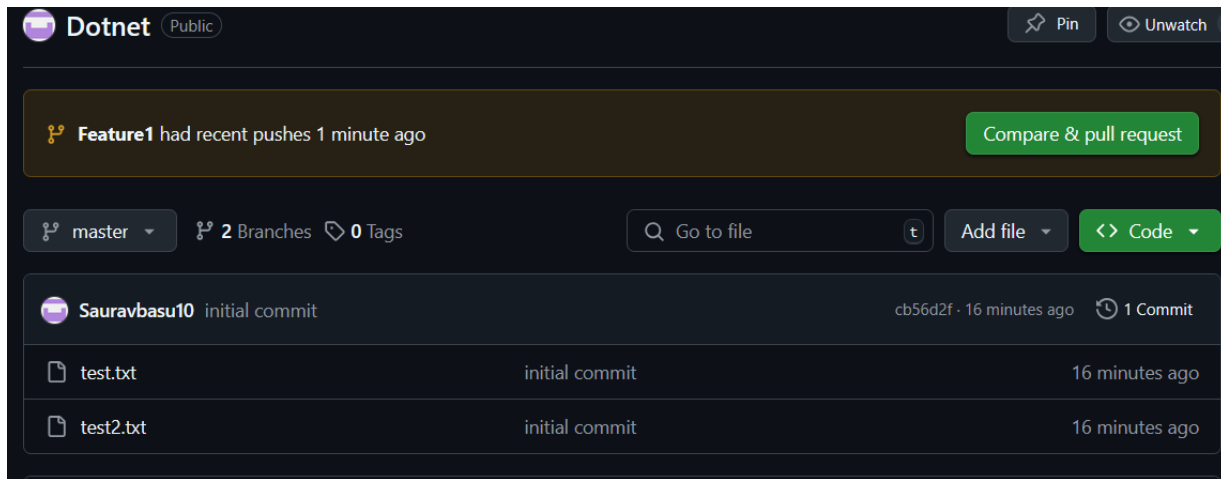 Dotnet Public Pin Unwatch
Feature1 had recent pushes 1 minute ago Compare & pull request
master 2 Branches 0 Tags Go to file t Add file Code
Sauravbasu10 initial commit cb56d2f · 16 minutes ago 1 Commit
test.txt initial commit 16 minutes ago
test2.txt initial commit 16 minutes ago